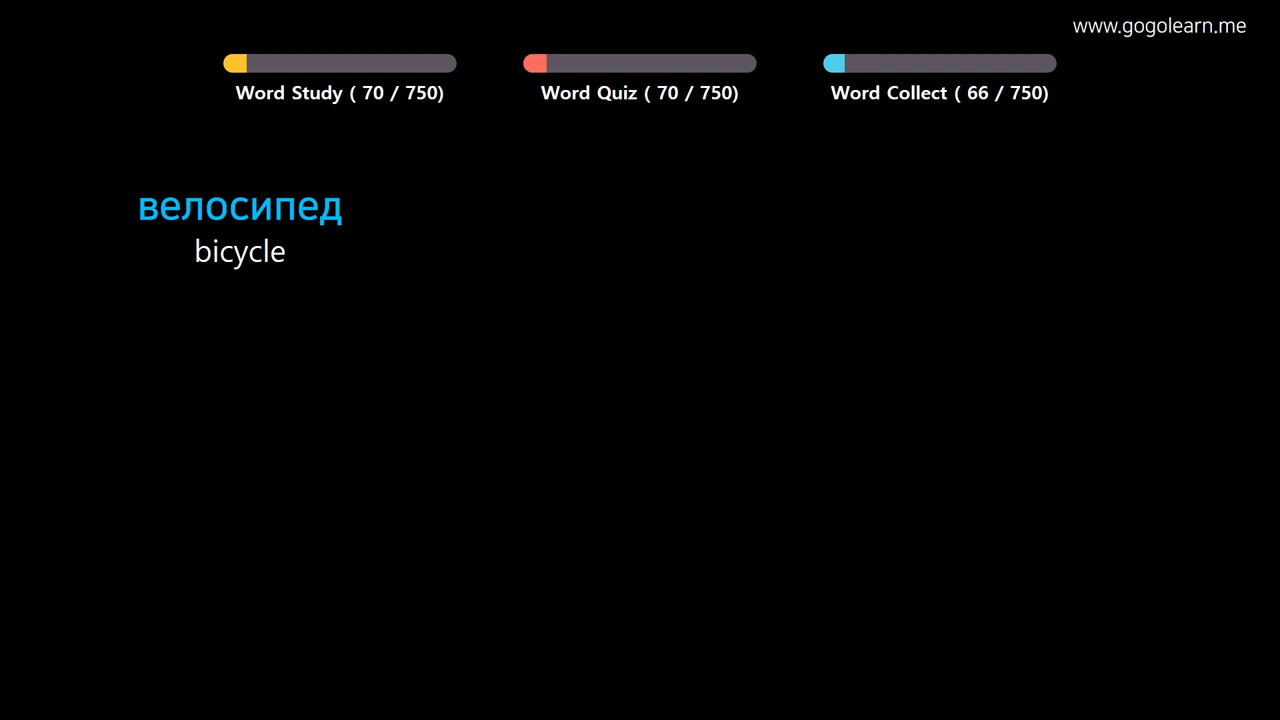 www.gogolearn.me
Word Study ( 70 / 750)
Word Quiz ( 70 / 750)
Word Collect ( 66 / 750)
велосипед
bicycle